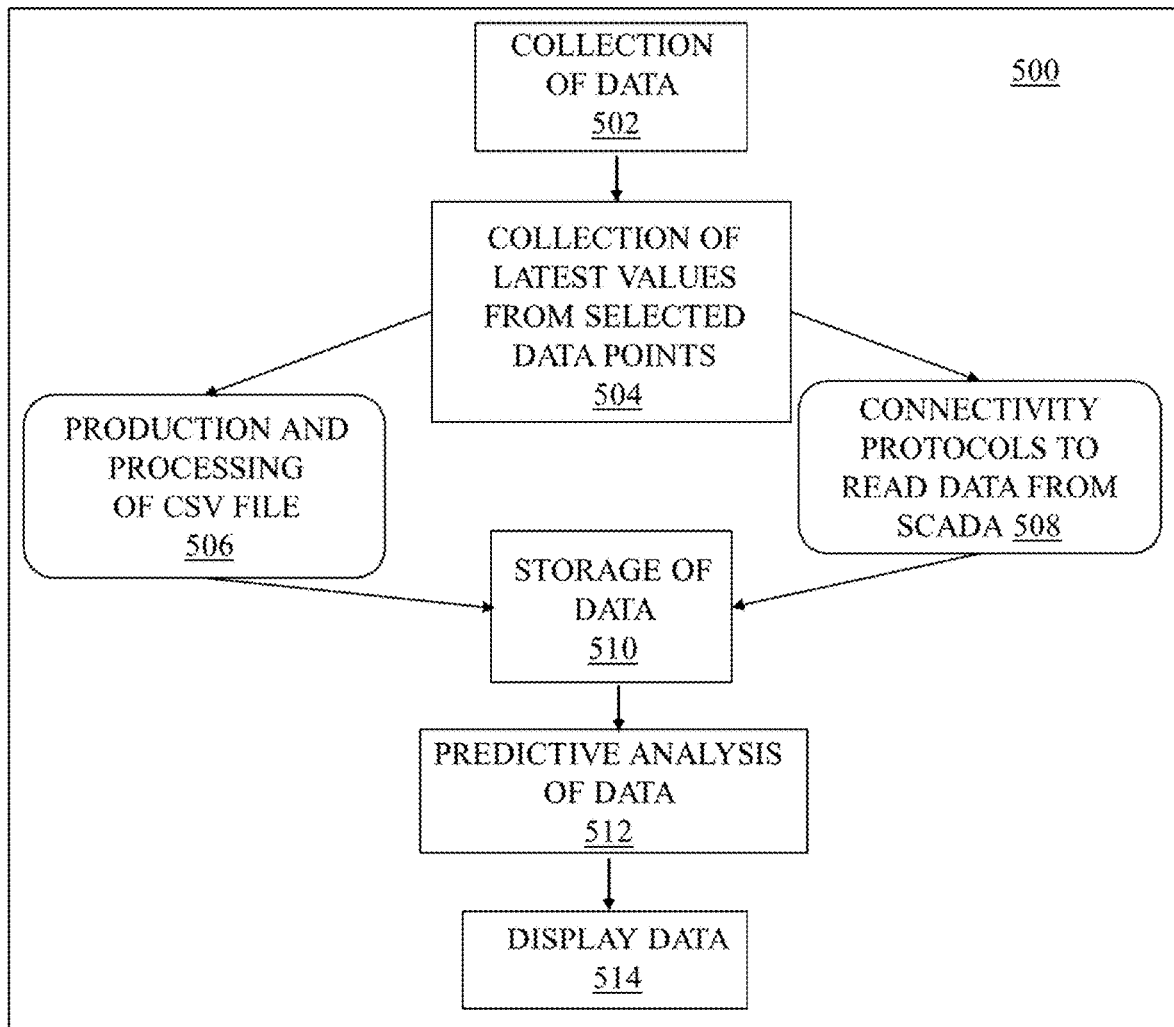 COLLECTION
OF DATA
502
500
COLLECTION OF
LATEST VALUES
FROM SELECTED
DATA POINTS
504
PRODUCTION AND
PROCESSING
OF CSV FILE
506
CONNECTIVITY
PROTOCOLS TO
READ DATA FROM
SCADA 508
STORAGE OF
DATA
510
PREDICTIVE ANALYSIS
OF DATA
512
DISPLAY DATA
514